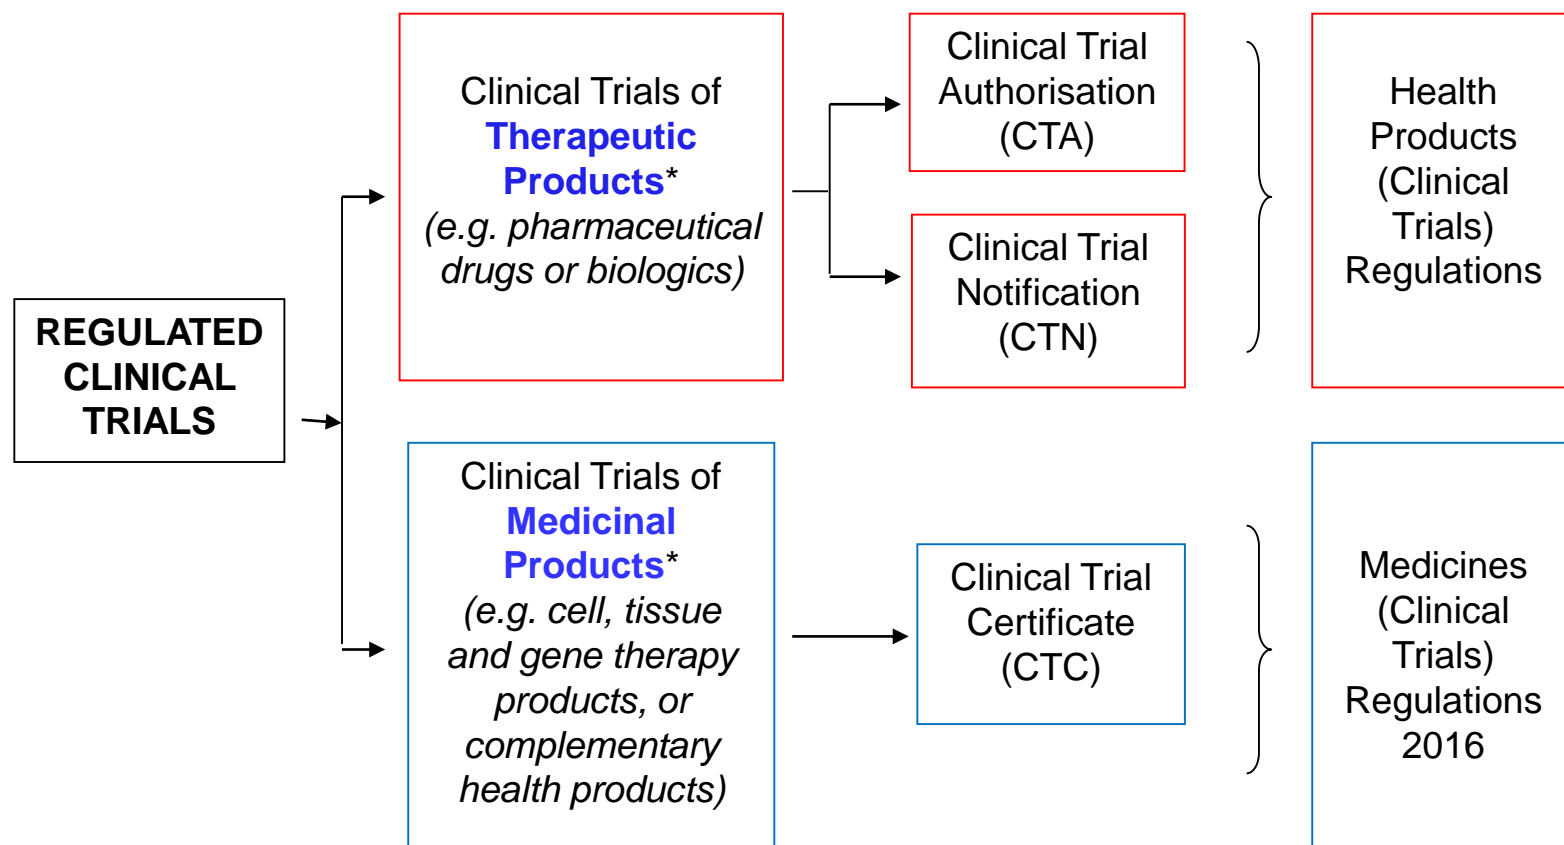 REGULATED
CLINICAL
TRIALS
Clinical Trials of
Therapeutic
Products*
(e.g. pharmaceutical
drugs or biologics)
Clinical Trial
Authorisation
(CTA)
Clinical Trial
Notification
(CTN)
Health
Products
(Clinical
Trials)
Regulations
Clinical Trials of
Medicinal
Products*
(e.g. cell, tissue
and gene therapy
products, or
complementary
health products)
Clinical Trial
Certificate
(CTC)
Medicines
(Clinical
Trials)
Regulations
2016